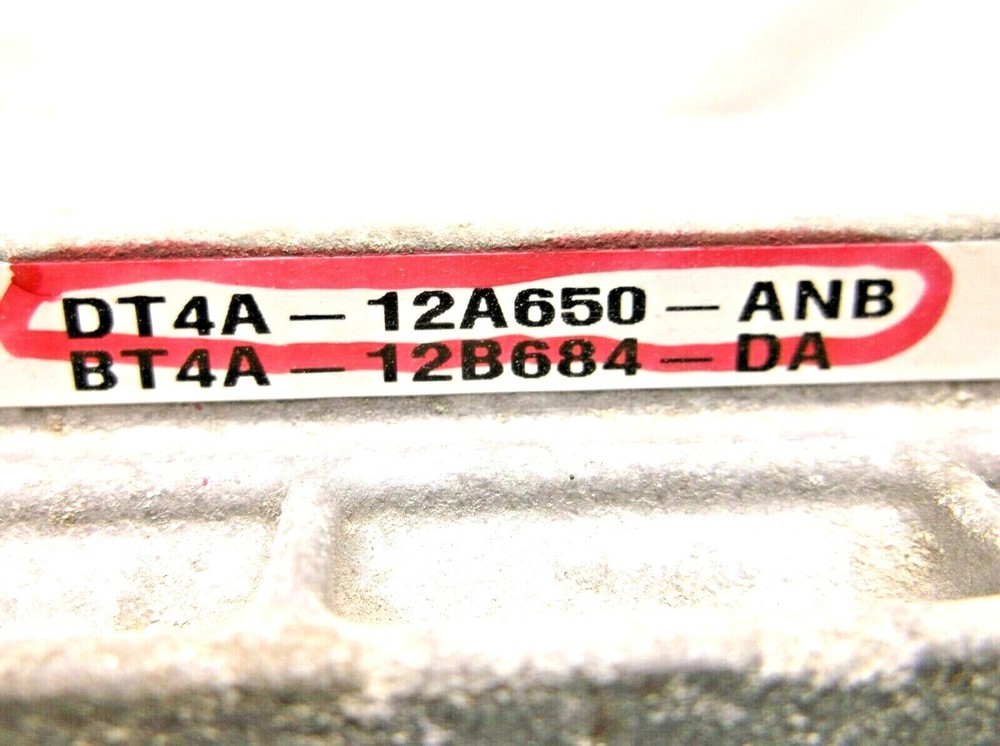 DT4A – 12A650 – ANB
BT4A – 12B684 – DA